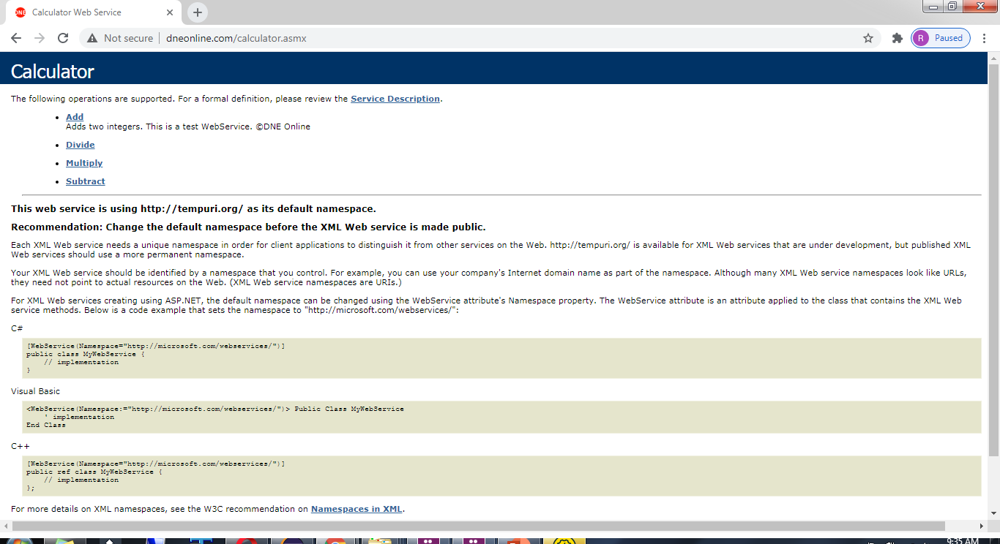 DNE Calculator Web Service
Not secure dneonline.com/calculator.asmx R Paused
Calculator
The following operations are supported. For a formal definition, please review the Service Description.
Add
Adds two integers. This is a test WebService. ©DNE Online
Divide
Multiply
Subtract
This web service is using http://tempuri.org/ as its default namespace.
Recommendation: Change the default namespace before the XML Web service is made public.
Each XML Web service needs a unique namespace in order for client applications to distinguish it from other services on the Web. http://tempuri.org/ is available for XML Web services that are under development, but published XML
Web services should use a more permanent namespace.
Your XML Web service should be identified by a namespace that you control. For example, you can use your company's Internet domain name as part of the namespace. Although many XML Web service namespaces look like URLs,
they need not point to actual resources on the Web. (XML Web service namespaces are URIs.)
For XML Web services creating using ASP.NET, the default namespace can be changed using the WebService attribute's Namespace property. The WebService attribute is an attribute applied to the class that contains the XML Web
service methods. Below is a code example that sets the namespace to "http://microsoft.com/webservices/":
C#
[WebService(Namespace="http://microsoft.com/webservices/")]
public class MyWebService {
// implementation
}
Visual Basic
<WebService(Namespace:="http://microsoft.com/webservices/")> Public Class MyWebService
' implementation
End Class
C++
[WebService(Namespace="http://microsoft.com/webservices/")]
public ref class MyWebService {
// implementation
};
For more details on XML namespaces, see the W3C recommendation on Namespaces in XML.
9:35 AM